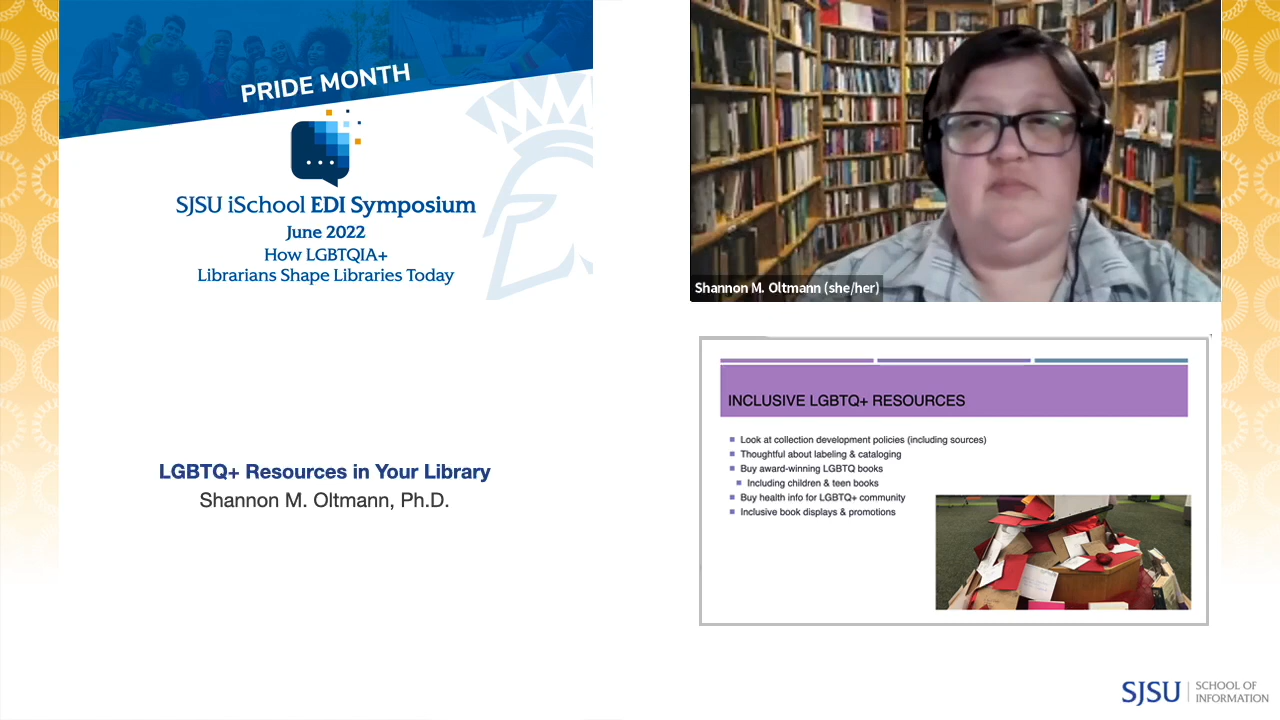 PRIDE MONTH
SJSU iSchool EDI Symposium
June 2022
How LGBTQIA+
Librarians Shape Libraries Today
LGBTQ+ Resources in Your Library
Shannon M. Oltmann, Ph.D.
Shannon M. Oltmann (she/her)
INCLUSIVE LGBTQ+ RESOURCES
Look at collection development policies (including sources)
Thoughtful about labeling & cataloging
Buy award-winning LGBTQ books
Including children & teen books
Buy health info for LGBTQ+ community
Inclusive book displays & promotions
SJSU SCHOOL OF
INFORMATION